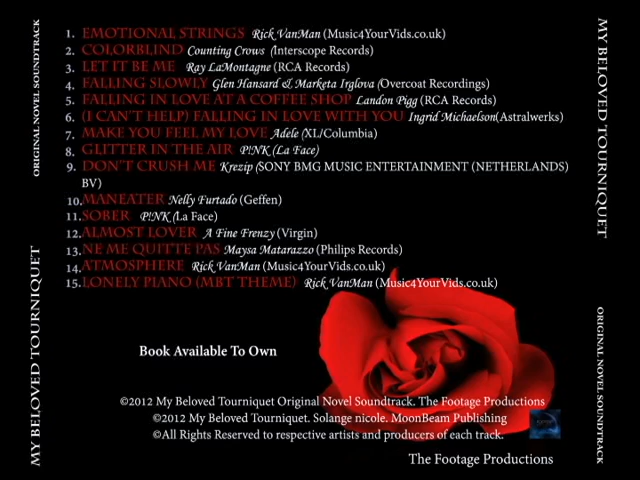 1. EMOTIONAL STRINGS Rick VanMan (Music4YourVids.co.uk)
2. COLORBLIND Counting Crows (Interscope Records)
3. LET IT BE ME Ray LaMontagne (RCA Records)
4. FALLING SLOWLY Glen Hansard & Marketa Irglova (Overcoat Recordings)
5. FALLING IN LOVE AT A COFFEE SHOP Landon Pigg (RCA Records)
6. (I CAN'T HELP) FALLING IN LOVE WITH YOU Ingrid Michaelson(Astralwerks)
7. MAKE YOU FEEL MY LOVE Adele (XL/Columbia)
8. GLITTER IN THE AIR P!NK (La Face)
9. DON'T CRUSH ME Krezip (SONY BMG MUSIC ENTERTAINMENT (NETHERLANDS)
BV)
10. MANEATER Nelly Furtado (Geffen)
11. SOBER P!NK (La Face)
12. ALMOST LOVER A Fine Frenzy (Virgin)
13. NE ME QUITTE PAS Maysa Matarazzo (Philips Records)
14. ATMOSPHERE Rick VanMan (Music4YourVids.co.uk)
15. LONELY PIANO (MBT THEME) Rick VanMan (Music4YourVids.co.uk)
Book Available To Own
©2012 My Beloved Tourniquet Original Novel Soundtrack. The Footage Productions
©2012 My Beloved Tourniquet. Solange nicole. MoonBeam Publishing
©All Rights Reserved to respective artists and producers of each track.
The Footage Productions
MY BELOVED TOURNIQUET
ORIGINAL NOVEL SOUNDTRACK
MY BELOVED TOURNIQUET
ORIGINAL NOVEL SOUNDTRACK